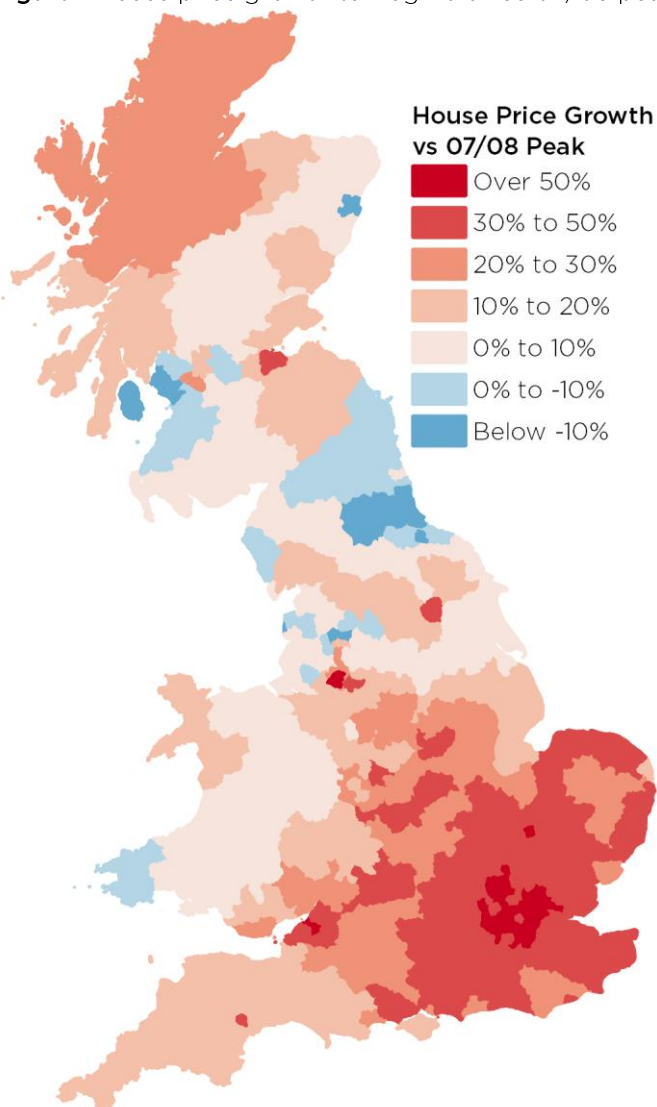 House Price Growth
vs 07/08 Peak
Over 50%
30% to 50%
20% to 30%
10% to 20%
0% to 10%
0% to -10%
Below -10%